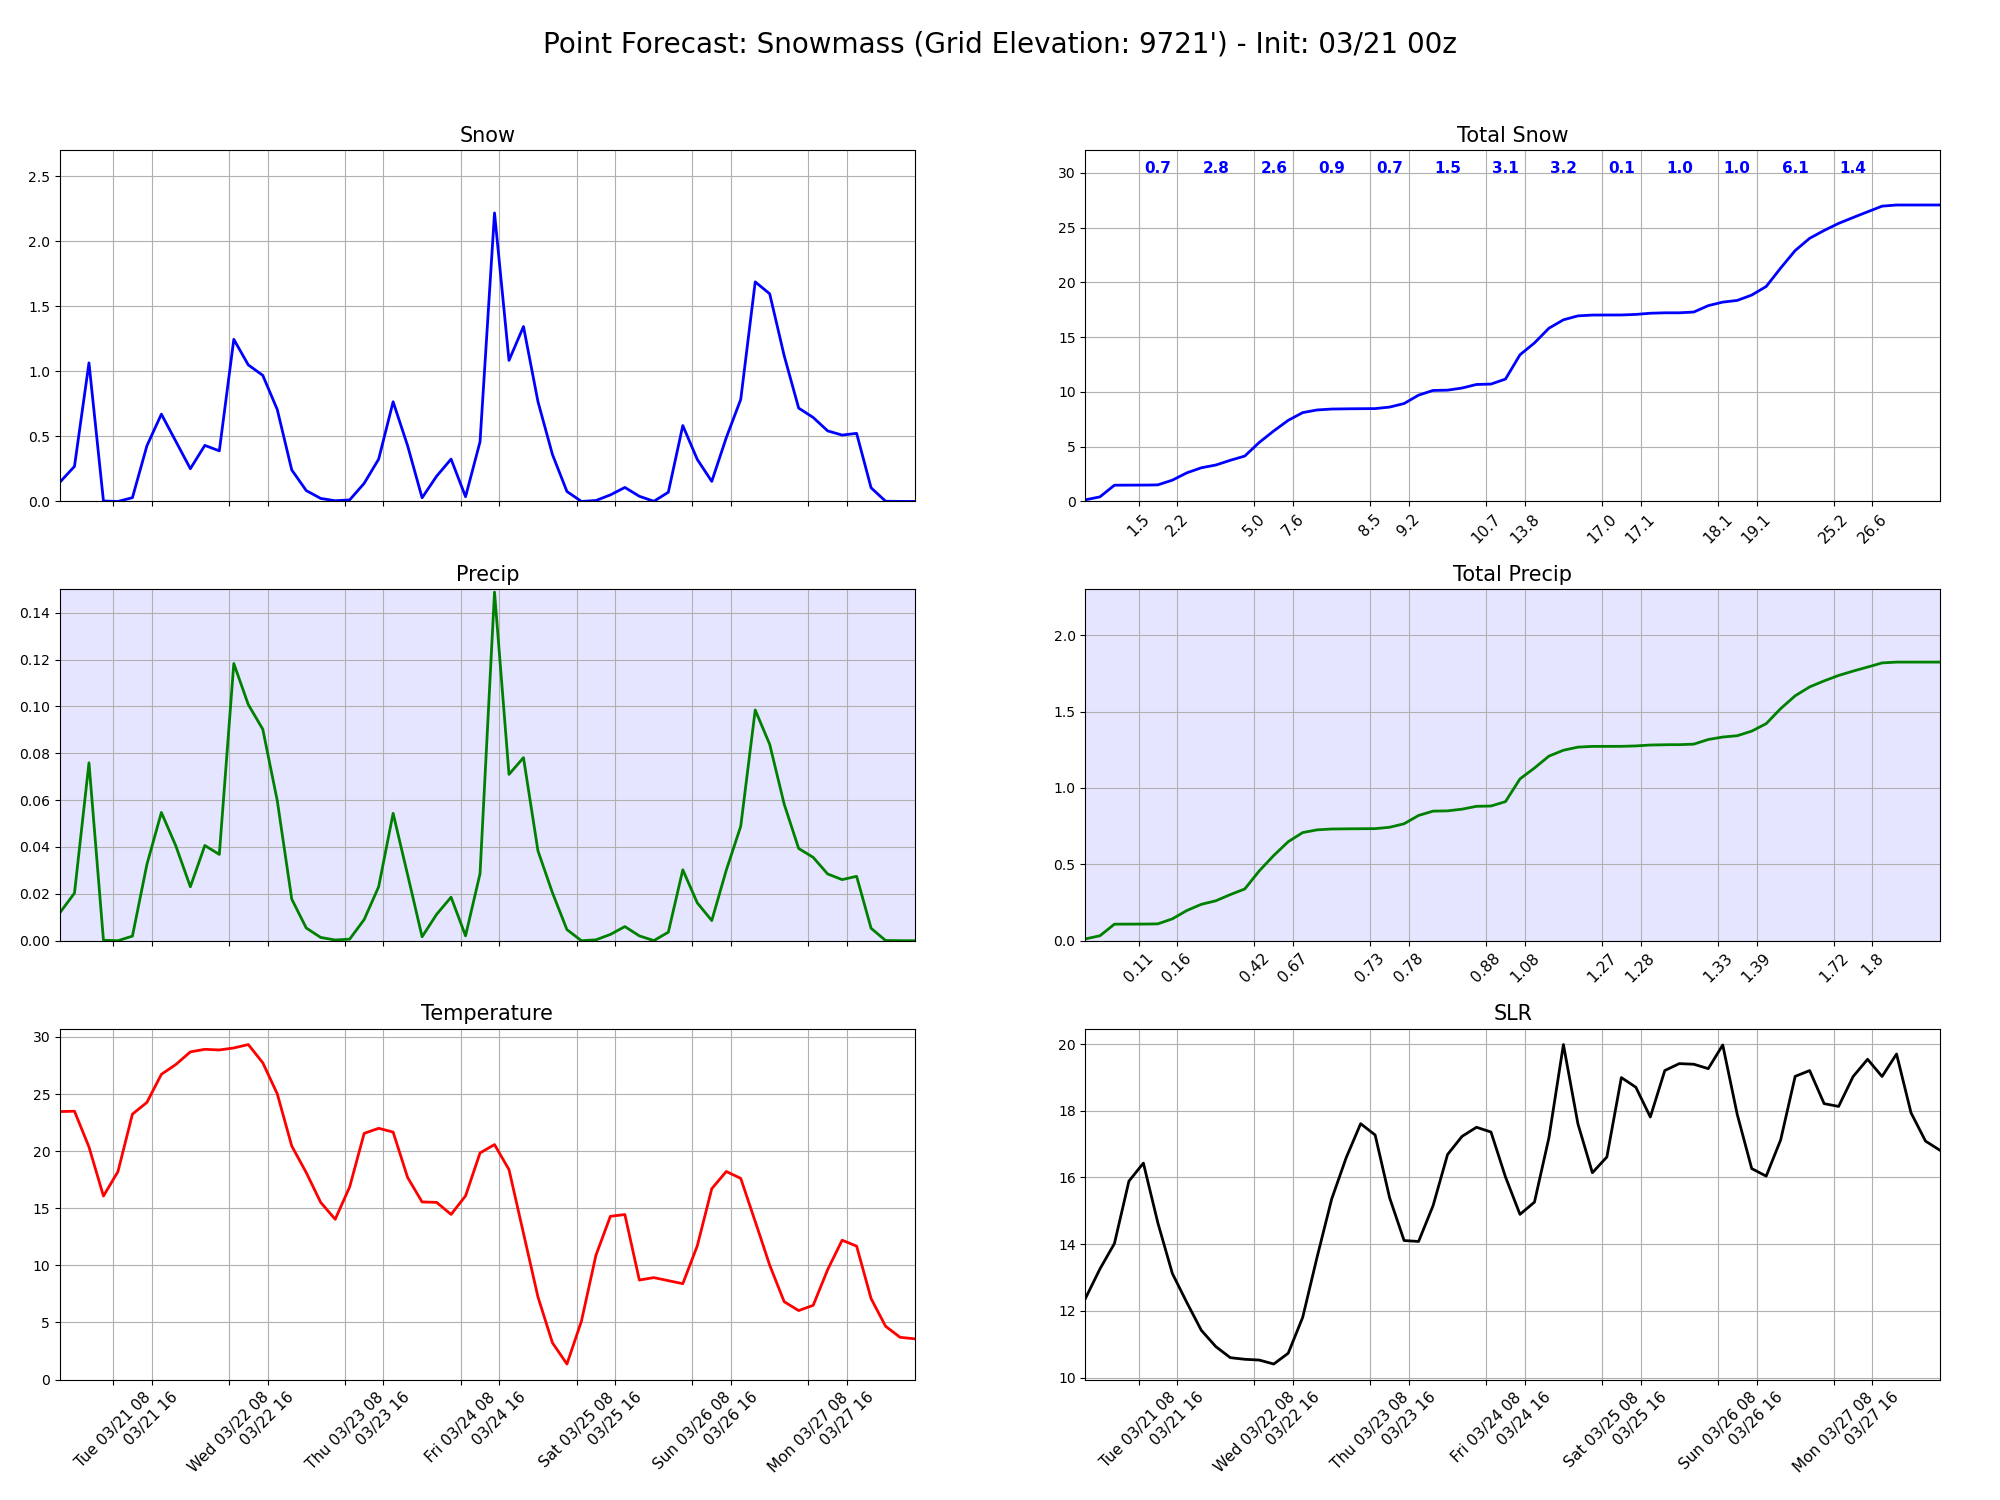 Point Forecast: Snowmass (Grid Elevation: 9721') - Init: 03/21 00z
Snow
2.5
2.0
1.5
1.0
0.5
0.0
Total Snow
0.7 2.8 2.6 0.9 0.7 1.5 3.1 3.2 0.1 1.0 1.0 6.1 1.4
30
25
20
15
10
5
0
1.5 2.2 5.0 7.6 8.5 9.2 10.7 13.8 17.0 17.1 18.1 19.1 25.2 26.6
Precip
0.14
0.12
0.10
0.08
0.06
0.04
0.02
0.00
Total Precip
2.0
1.5
1.0
0.5
0.0
0.11 0.16 0.42 0.67 0.73 0.78 0.88 1.08 1.27 1.28 1.33 1.39 1.72 1.8
Temperature
30
25
20
15
10
5
0
Tue 03/21 08
03/21 16
Wed 03/22 08
03/22 16
Thu 03/23 08
03/23 16
Fri 03/24 08
03/24 16
Sat 03/25 08
03/25 16
Sun 03/26 08
03/26 16
Mon 03/27 08
03/27 16
SLR
20
18
16
14
12
10
Tue 03/21 08
03/21 16
Wed 03/22 08
03/22 16
Thu 03/23 08
03/23 16
Fri 03/24 08
03/24 16
Sat 03/25 08
03/25 16
Sun 03/26 08
03/26 16
Mon 03/27 08
03/27 16